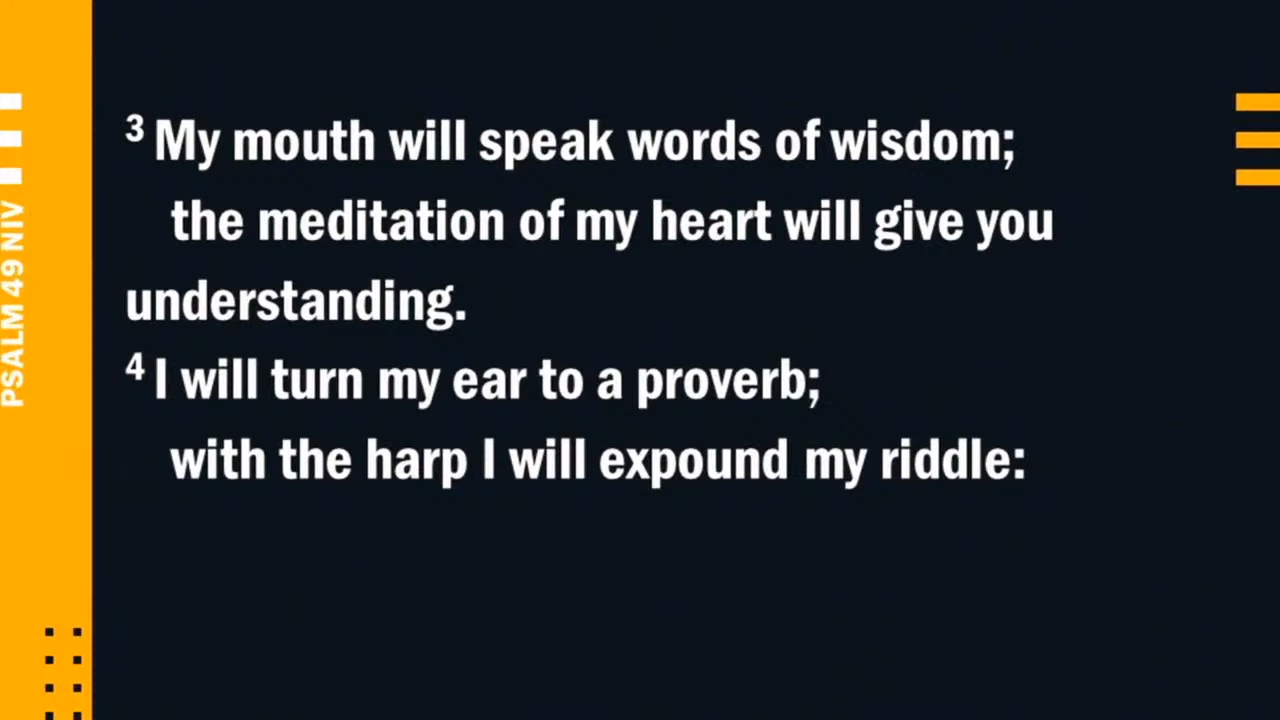 ³ My mouth will speak words of wisdom;
the meditation of my heart will give you
understanding.
⁴ I will turn my ear to a proverb;
with the harp I will expound my riddle:
PSALM 49 NIV